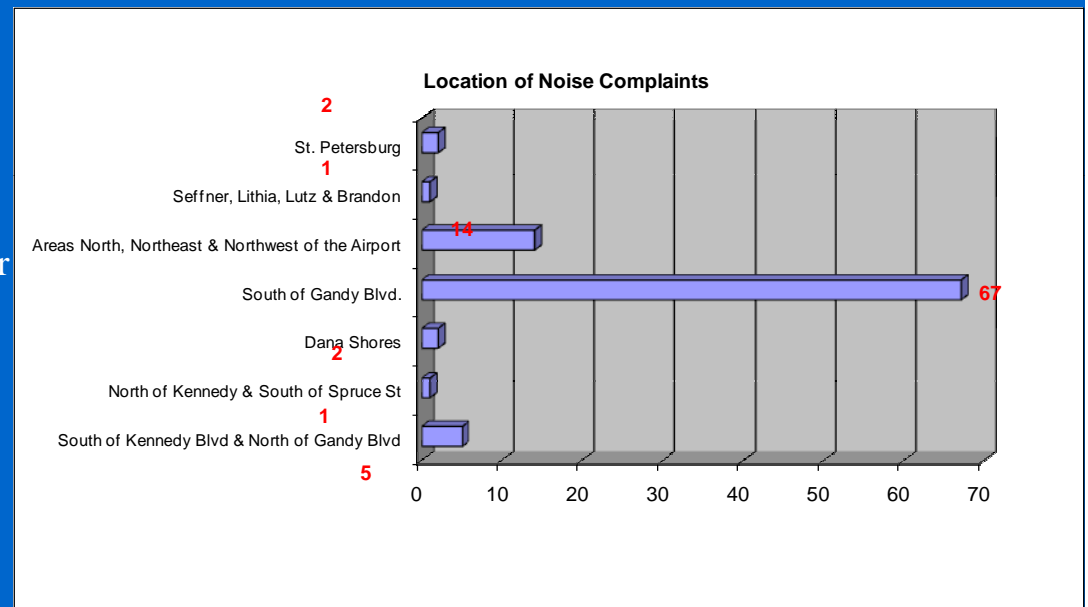 Location of Noise Complaints
2
St. Petersburg
1
Seffner, Lithia, Lutz & Brandon
14
Areas North, Northeast & Northwest of the Airport
r
South of Gandy Blvd.
67
Dana Shores
2
North of Kennedy & South of Spruce St
1
South of Kennedy Blvd & North of Gandy Blvd
5
0 10 20 30 40 50 60 70